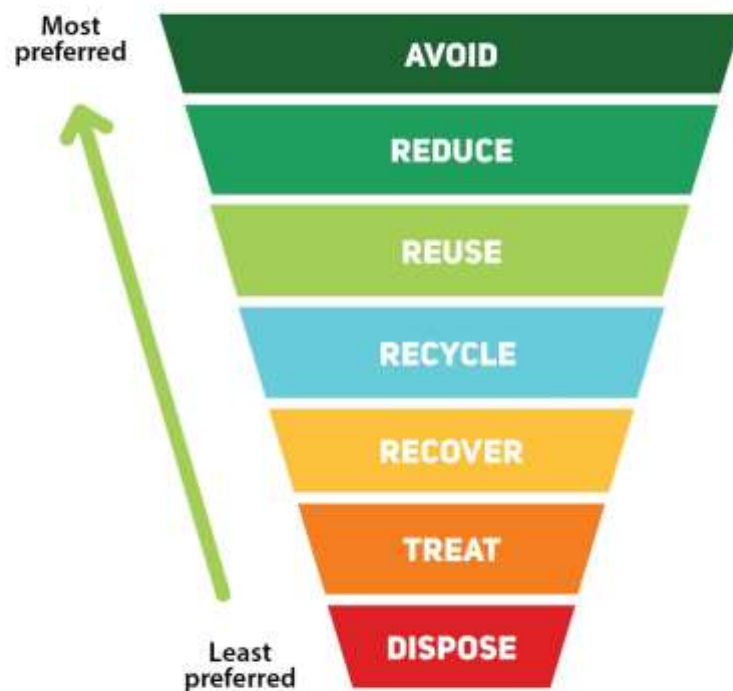 Most
preferred
AVOID
REDUCE
REUSE
RECYCLE
RECOVER
TREAT
DISPOSE
Least
preferred